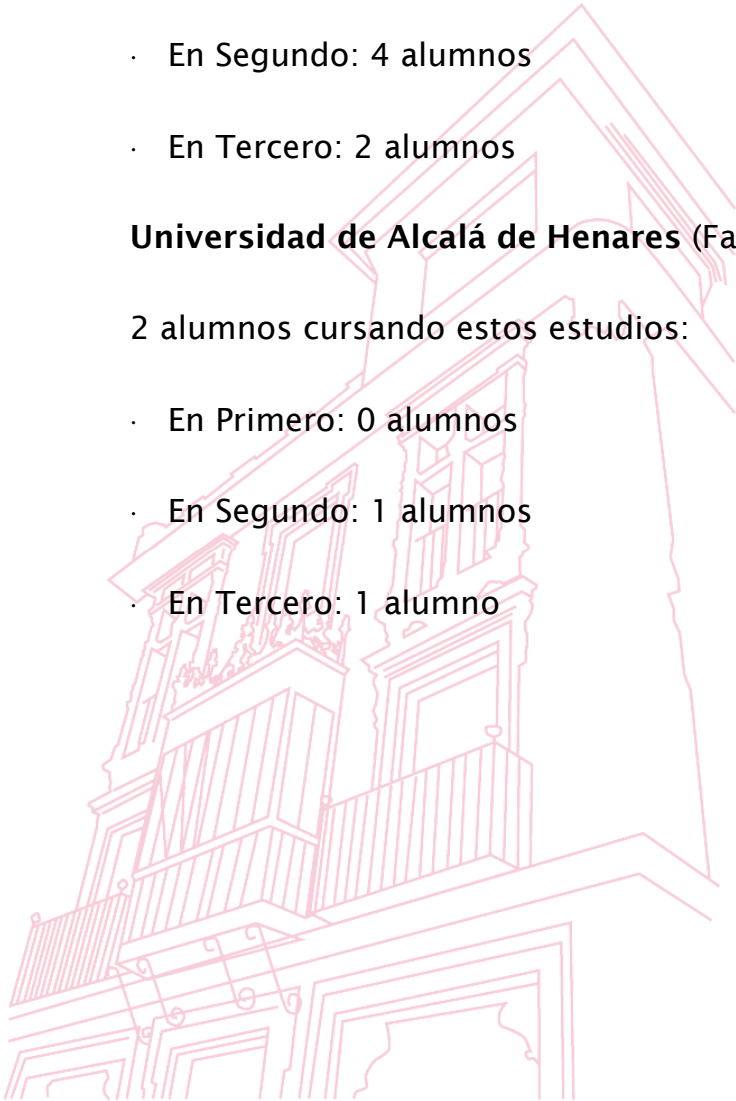 · En Segundo: 4 alumnos
· En Tercero: 2 alumnos
Universidad de Alcalá de Henares (Fa
2 alumnos cursando estos estudios:
· En Primero: 0 alumnos
· En Segundo: 1 alumnos
· En Tercero: 1 alumno